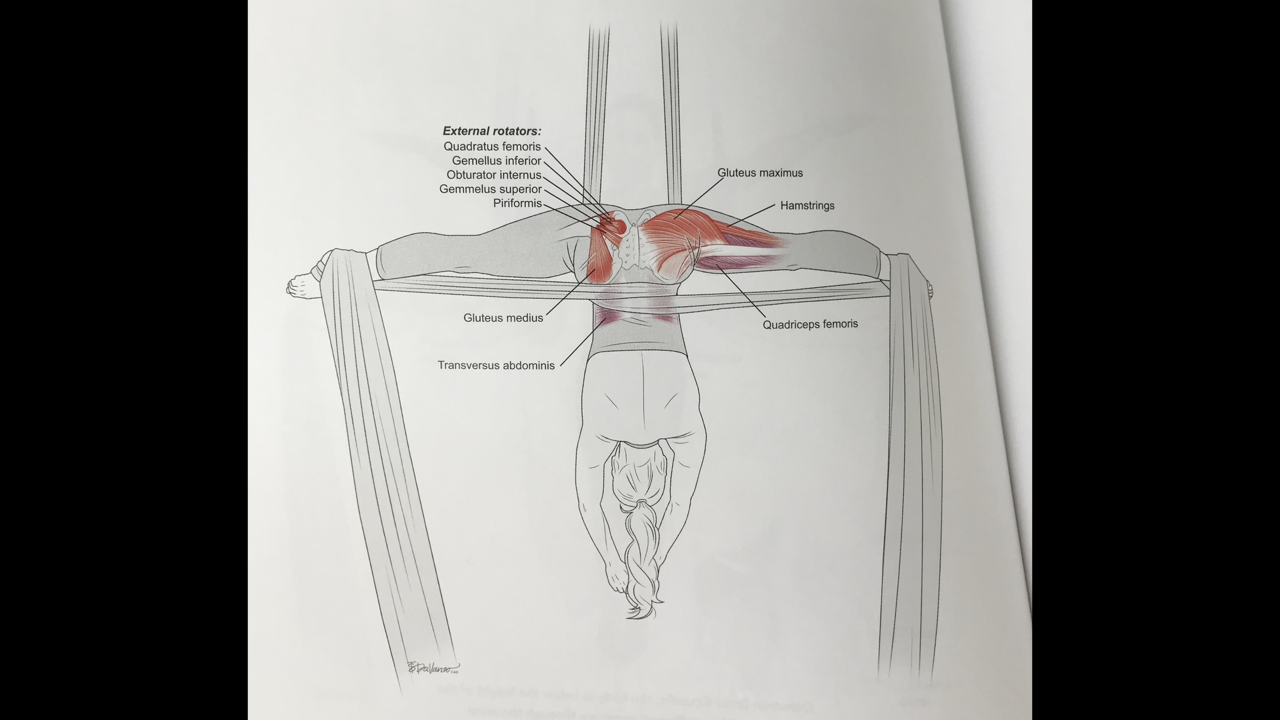 External rotators:
Quadratus femoris
Gemellus inferior
Obturator internus
Gemmelus superior
Piriformis
Gluteus maximus
Hamstrings
Gluteus medius
Quadriceps femoris
Transversus abdominis